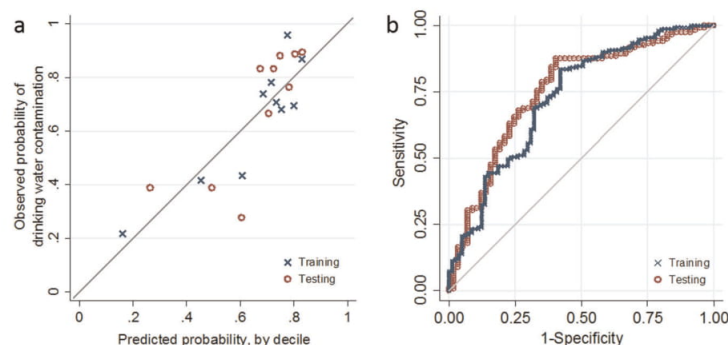 a
Observed probability of
drinking water contamination
1
.8
.6
.4
.2
0
× Training
○ Testing
0 .2 .4 .6 .8 1
Predicted probability, by decile
b
Sensitivity
1.00
0.75
0.50
0.25
0.00
× Training
○ Testing
0.00 0.25 0.50 0.75 1.00
1-Specificity